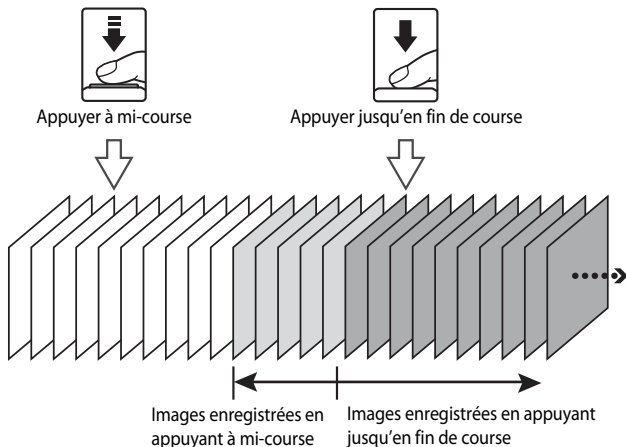 Appuyer à mi-course
Appuyer jusqu’en fin de course
Images enregistrées en
appuyant à mi-course
Images enregistrées en appuyant
jusqu’en fin de course